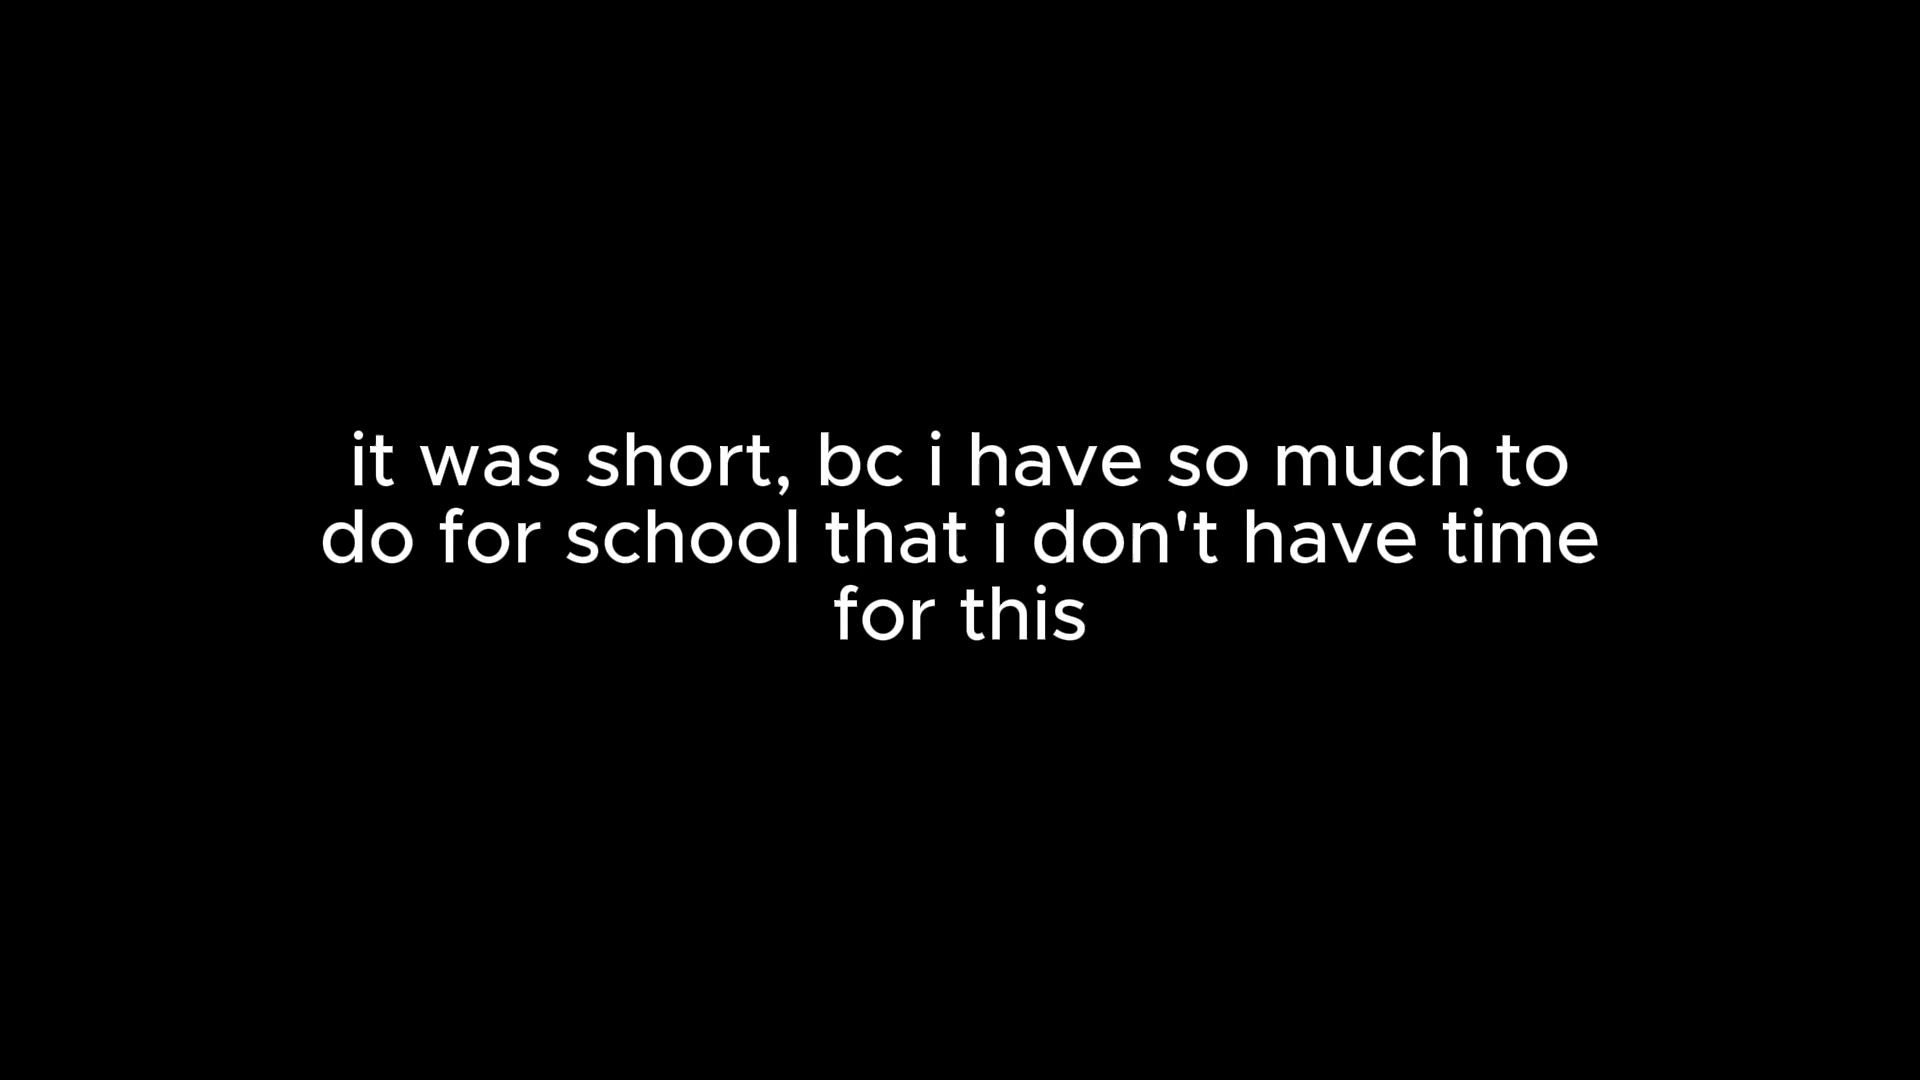 it was short, bc i have so much to
do for school that i don't have time
for this